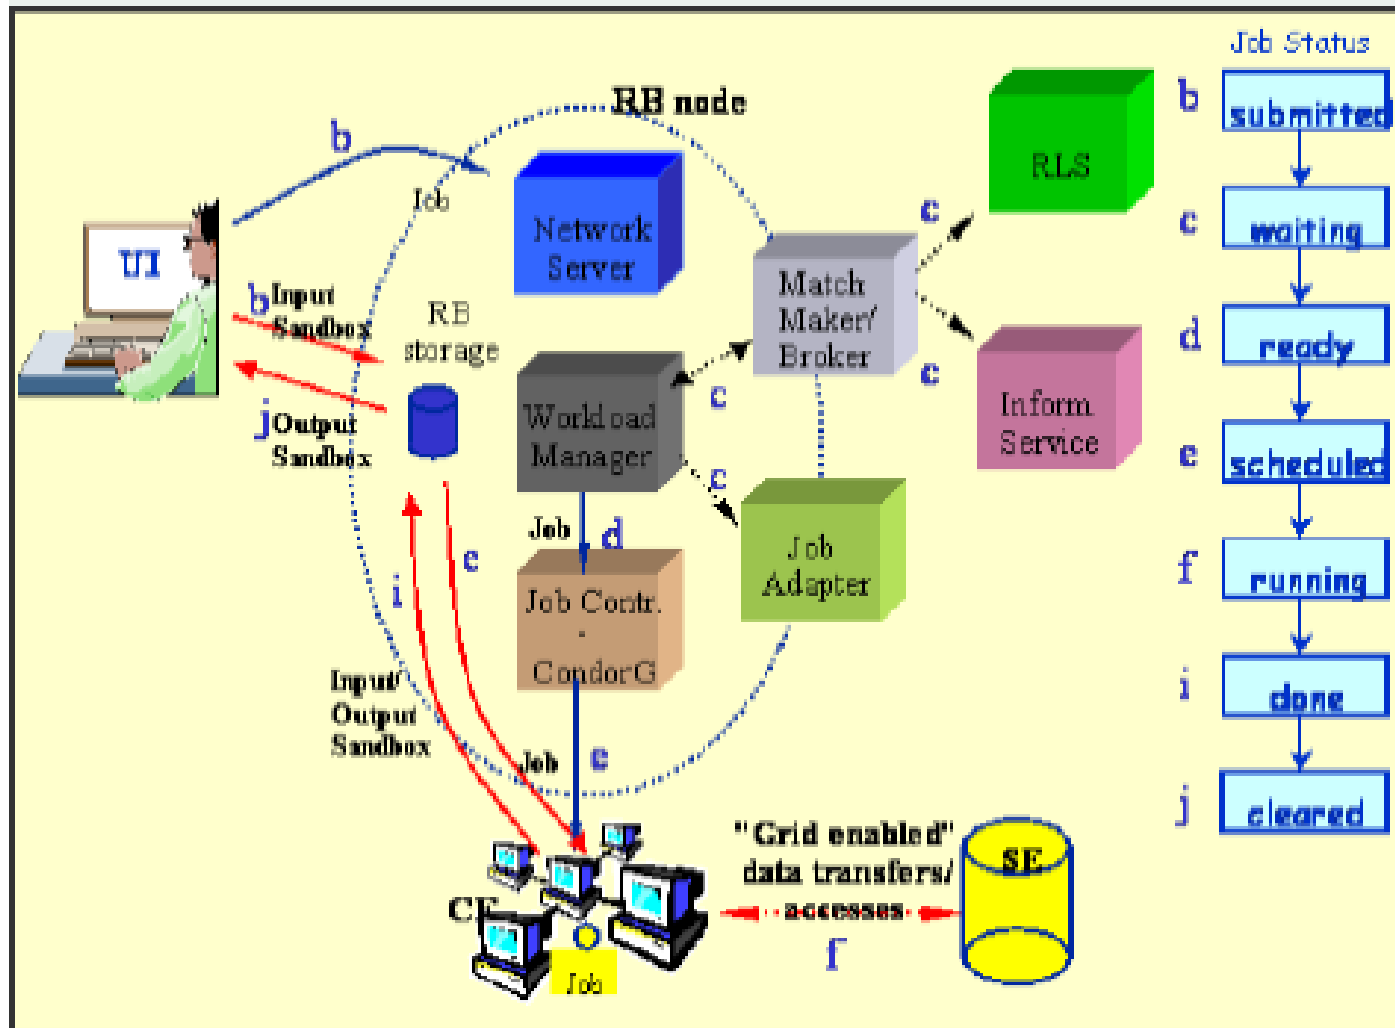 Job Status
RB node
b
submitted
b
Job
RLS
Network
Server
c
c
waiting
UI
Match
Maker/
Broker
b
Input
Sandbox
RB
storage
c
d
ready
j
Output
Sandbox
Workload
Manager
c
Inform
Service
c
e
scheduled
Job
d
Job
Adapter
e
i
Job Contr.
-
CondorG
f
running
Input/
Output
Sandbox
Job
e
i
done
j
cleared
CE
"Grid enabled"
data transfers/
accesses
f
SE
Job